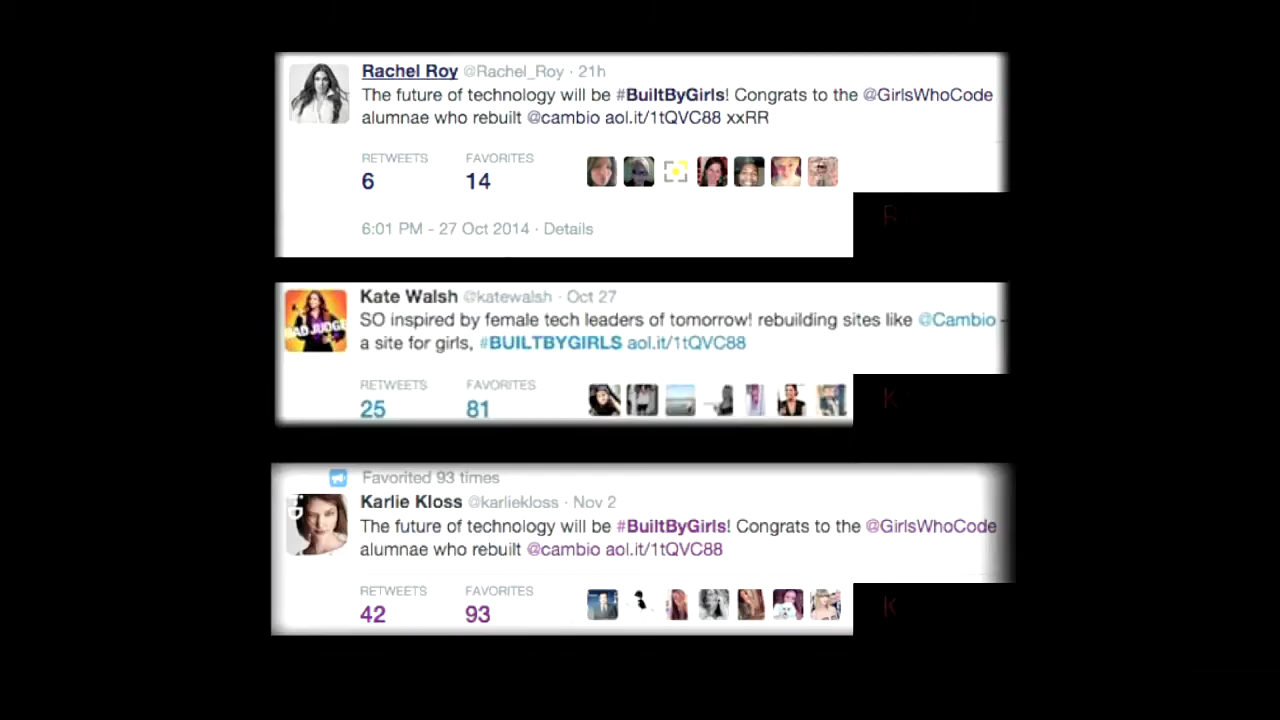 Rachel Roy @Rachel_Roy · 21h
The future of technology will be #BuiltByGirls! Congrats to the @GirlsWhoCode
alumnae who rebuilt @cambio aol.it/1tQVC88 xxRR
RETWEETS FAVORITES
6 14
6:01 PM - 27 Oct 2014 · Details
Kate Walsh @katewalsh · Oct 27
BAD JUDGE
SO inspired by female tech leaders of tomorrow! rebuilding sites like @Cambio -
a site for girls, #BUILTBYGIRLS aol.it/1tQVC88
RETWEETS FAVORITES
25 81
Favorited 93 times
Karlie Kloss @karliekloss · Nov 2
The future of technology will be #BuiltByGirls! Congrats to the @GirlsWhoCode
alumnae who rebuilt @cambio aol.it/1tQVC88
RETWEETS FAVORITES
42 93
K
K